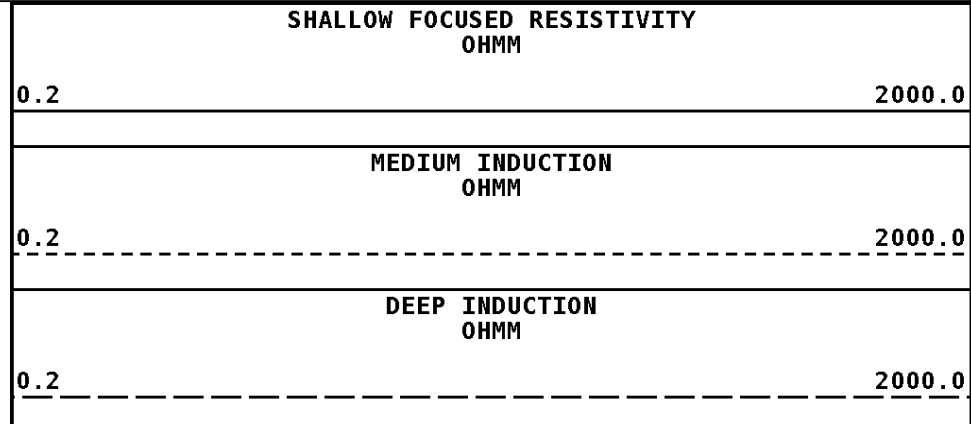 SHALLOW FOCUSED RESISTIVITY
OHMM
0.2 2000.0
MEDIUM INDUCTION
OHMM
0.2 2000.0
DEEP INDUCTION
OHMM
0.2 2000.0